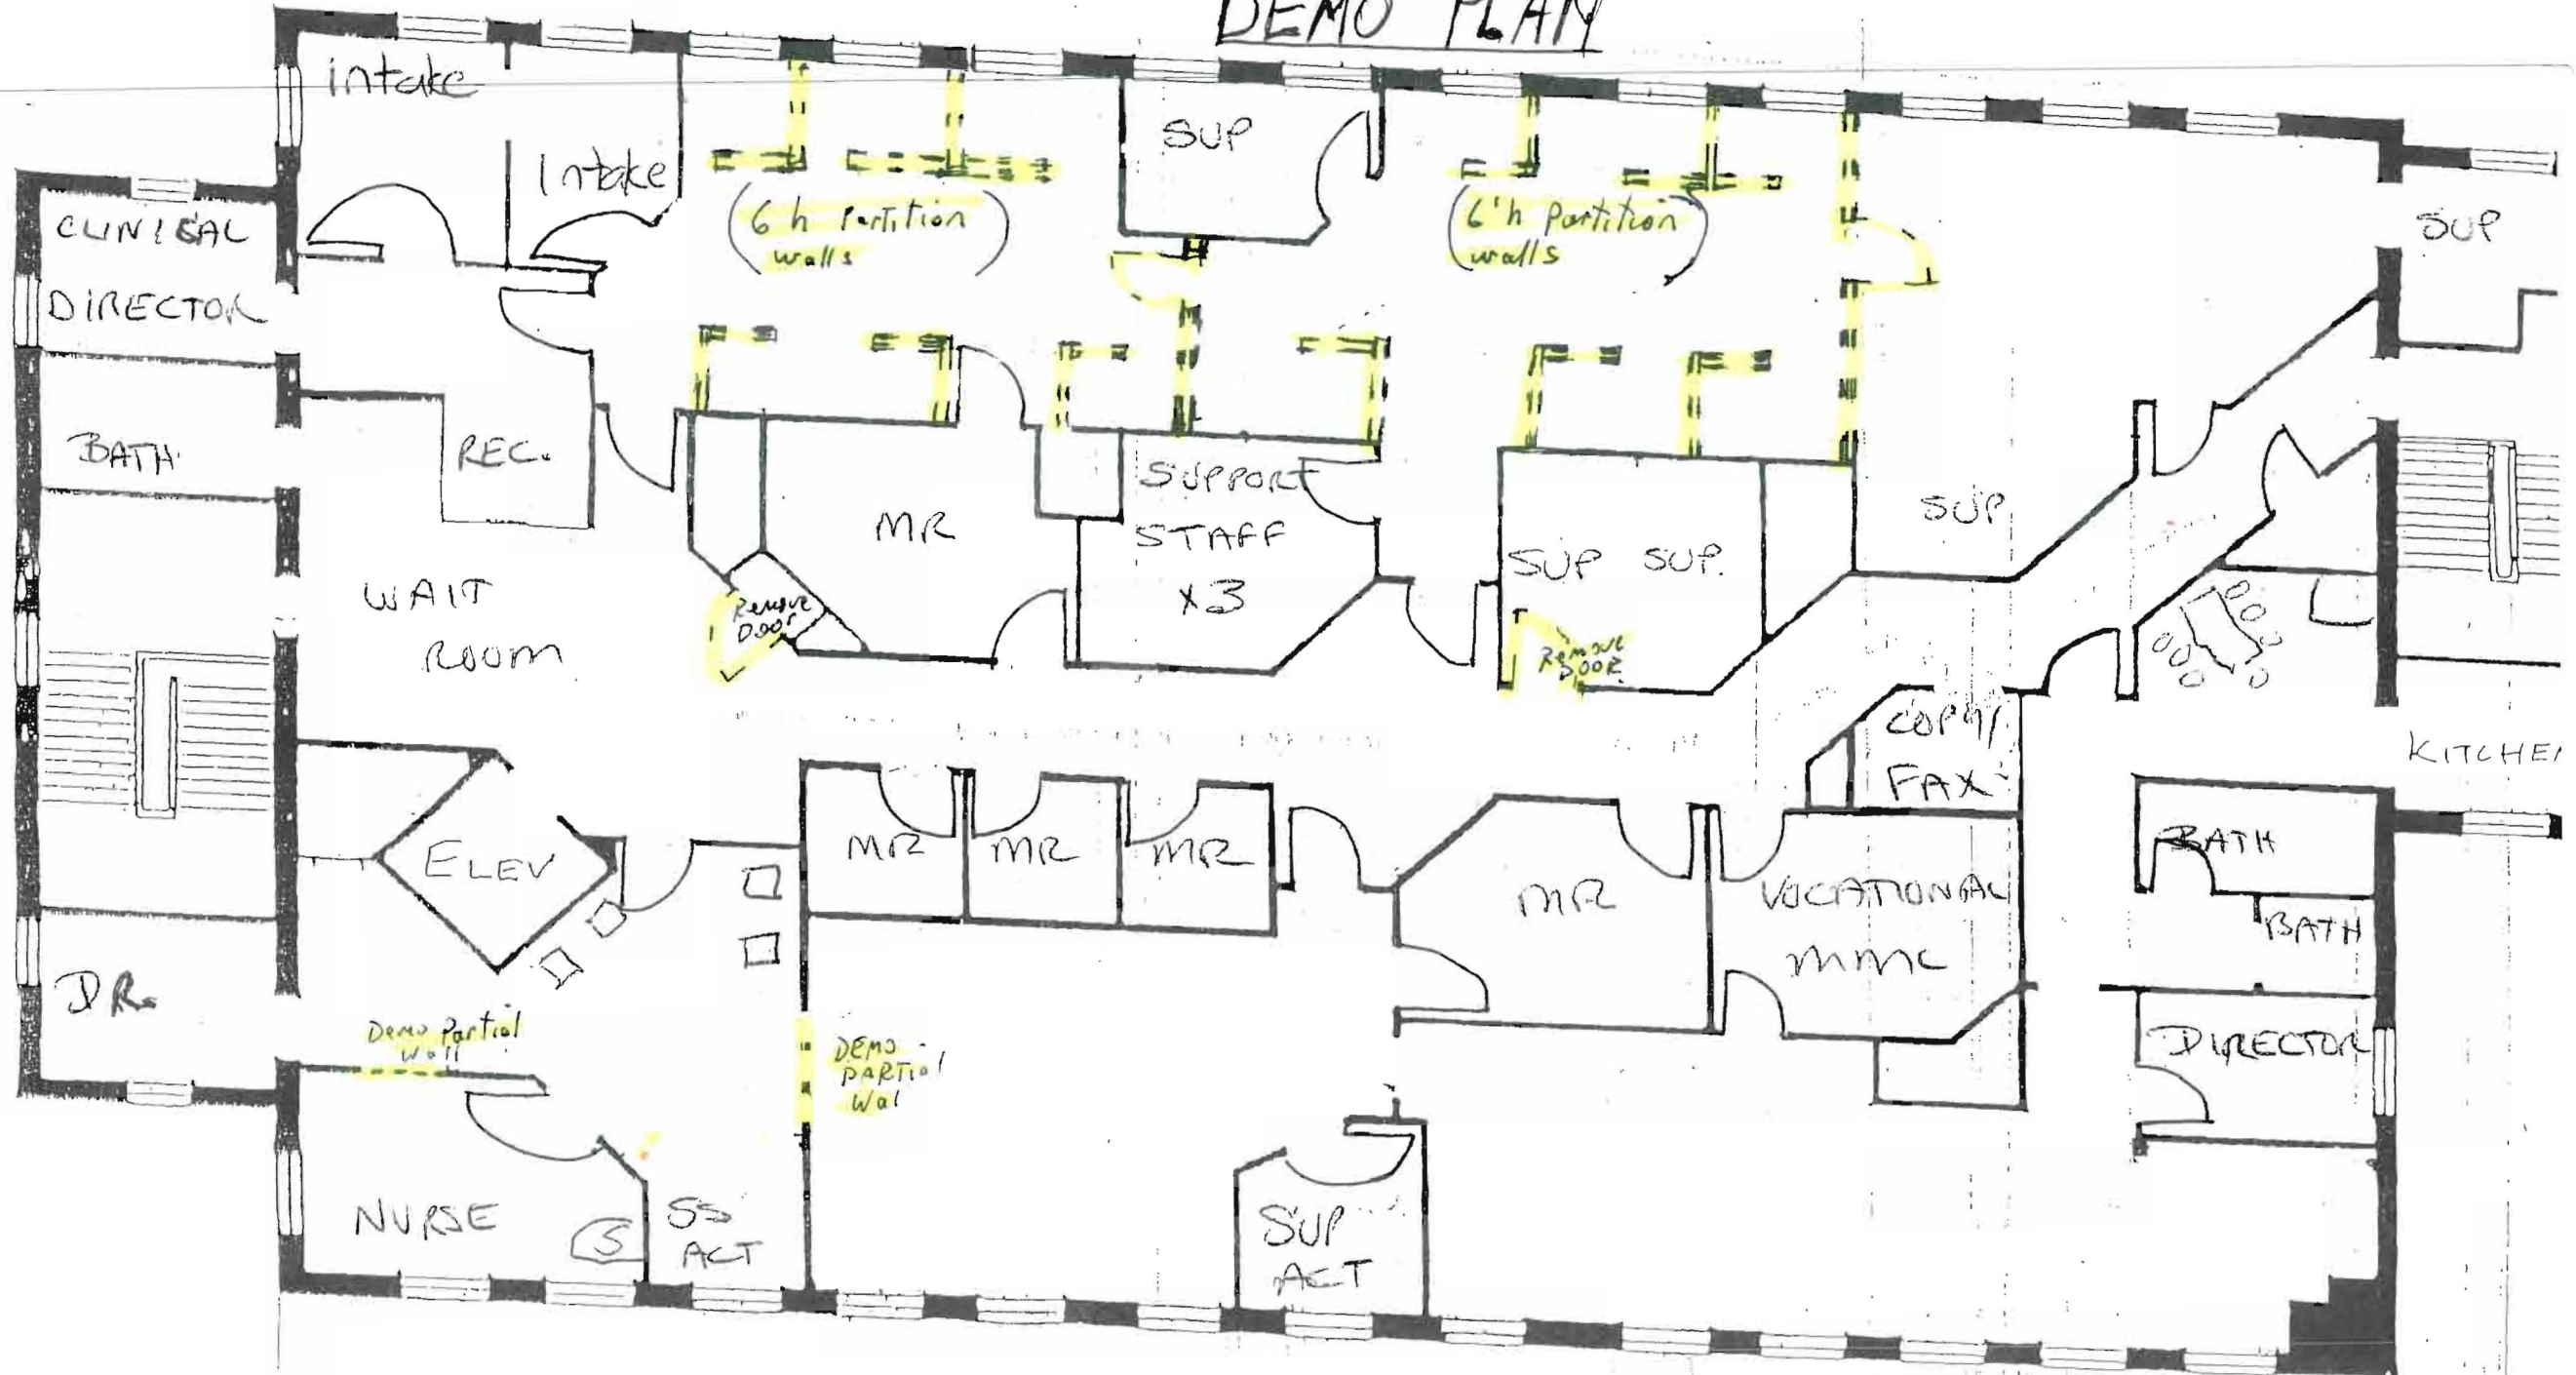 DEMO PLAN
intake
Intake
SUP
(6 h Partition
walls)
(6'h partition
walls)
SUP
CLINICAL
DIRECTOR
BATH
REC.
MR
SUPPORT
STAFF
x3
SUP SUP.
SUP
WAIT
ROOM
Remove
Door
Remove
DOOR
COPY/
FAX
KITCHEN
ELEV
MR
MR
MR
MR
VOCATIONAL
MMC
BATH
BATH
DR.
Demo Partial
Wall
DEMO
PARTIAL
Wal
DIRECTOR
NURSE
S
SS
ACT
SUP
ACT